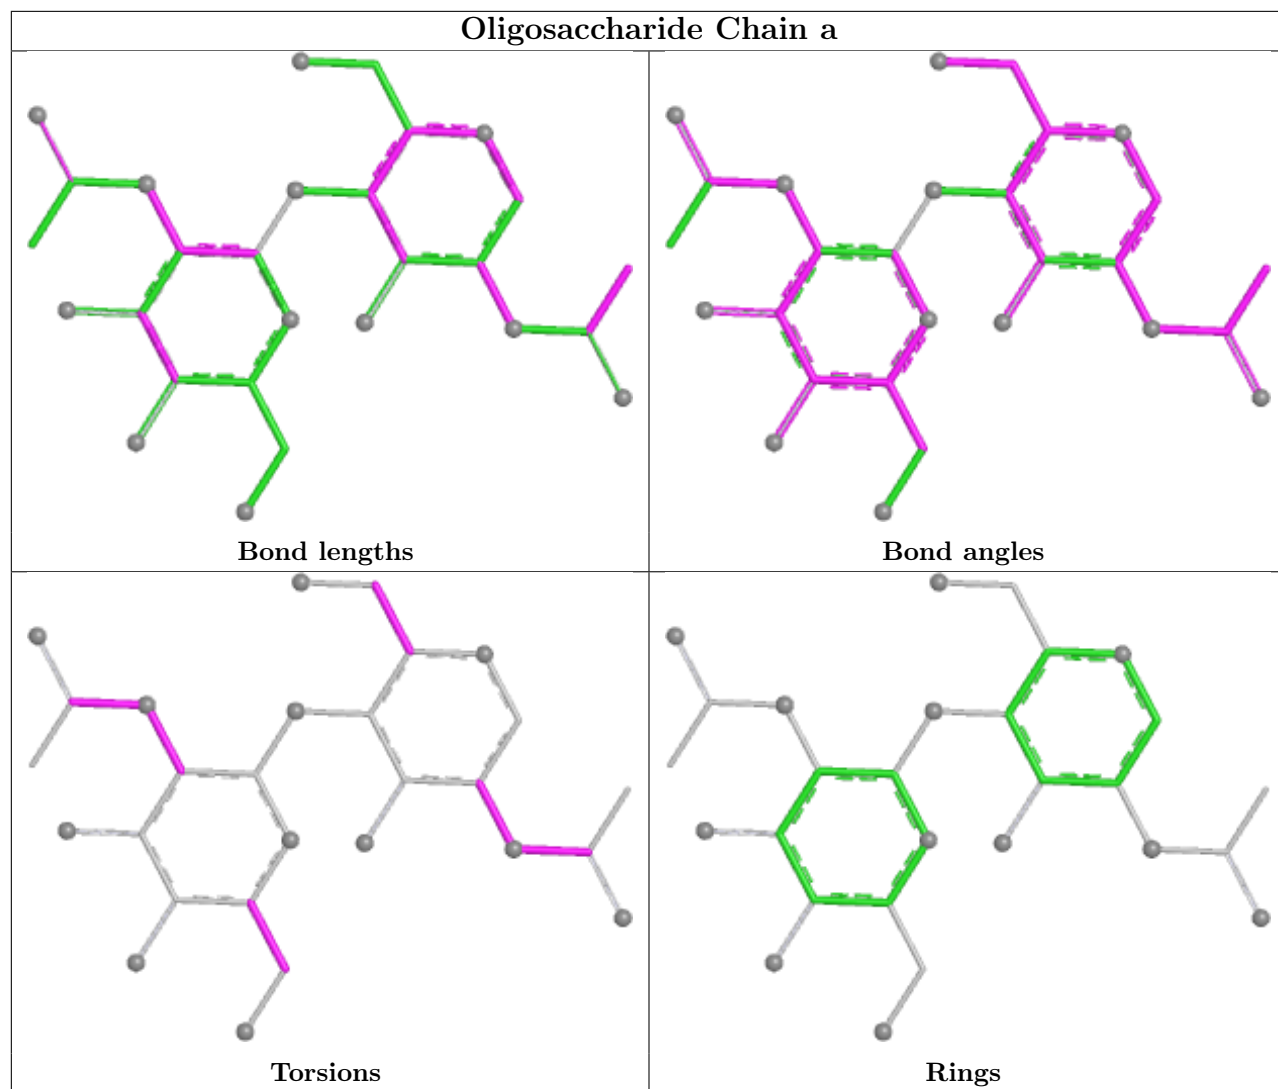 Oligosaccharide Chain a
Bond lengths
Bond angles
Torsions
Rings